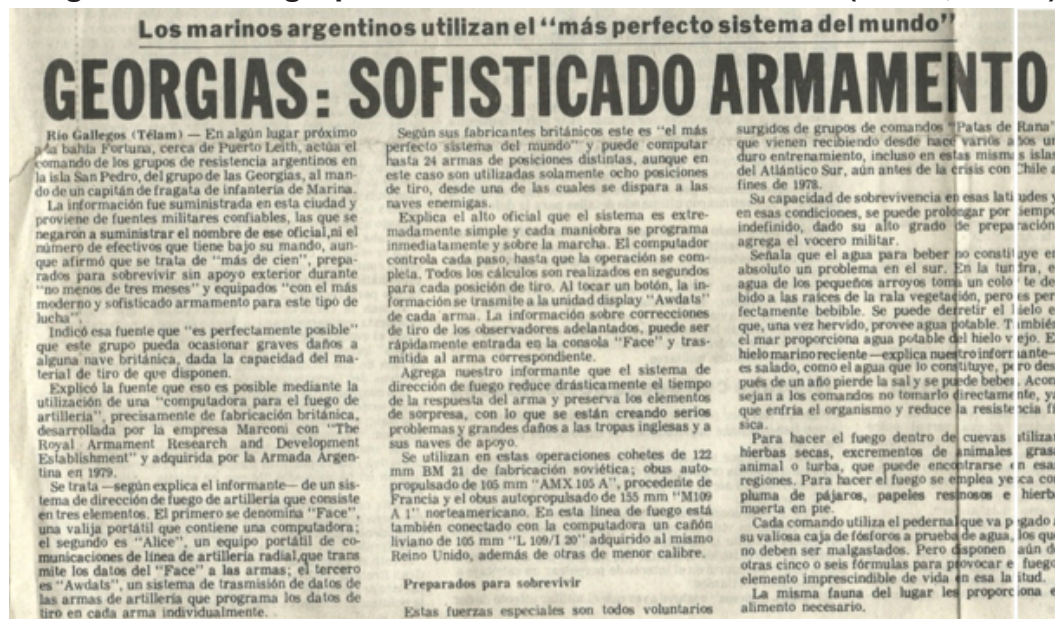 Los marinos argentinos utilizan el "más perfecto sistema del mundo"
GEORGIAS: SOFISTICADO ARMAMENTO
Río Gallegos (Télam) — En algún lugar próximo
a la bahía Fortuna, cerca de Puerto Leith, actúa el
comando de los grupos de resistencia argentinos en
la isla San Pedro, del grupo de las Georgias, al man-
do de un capitán de fragata de infantería de Marina.
La información fue suministrada en esta ciudad y
proviene de fuentes militares confiables, las que se
negaron a suministrar el nombre de ese oficial,ni el
número de efectivos que tiene bajo su mando, aun-
que afirmó que se trata de "más de cien", prepa-
rados para sobrevivir sin apoyo exterior durante
"no menos de tres meses" y equipados "con el más
moderno y sofisticado armamento para este tipo de
lucha".
Indicó esa fuente que "es perfectamente posible"
que este grupo pueda ocasionar graves daños a
alguna nave británica, dada la capacidad del ma-
terial de tiro de que disponen.
Explicó la fuente que eso es posible mediante la
utilización de una "computadora para el fuego de
artillería", precisamente de fabricación británica,
desarrollada por la empresa Marconi con "The
Royal Armament Research and Development
Establishment" y adquirida por la Armada Argen-
tina en 1979.
Se trata —según explica el informante— de un sis-
tema de dirección de fuego de artillería que consiste
en tres elementos. El primero se denomina "Face",
una valija portátil que contiene una computadora;
el segundo es "Alice", un equipo portátil de co-
municaciones de línea de artillería radial,que trans
mite los datos del "Face" a las armas; el tercero
es "Awdats", un sistema de trasmisión de datos de
las armas de artillería que programa los datos de
tiro en cada arma individualmente.
Según sus fabricantes británicos este es "el más
perfecto sistema del mundo" y puede computar
hasta 24 armas de posiciones distintas, aunque en
este caso son utilizadas solamente ocho posiciones
de tiro, desde una de las cuales se dispara a las
naves enemigas.
Explica el alto oficial que el sistema es extre-
madamente simple y cada maniobra se programa
inmediatamente y sobre la marcha. El computador
controla cada paso, hasta que la operación se com-
pleta. Todos los cálculos son realizados en segundos
para cada posición de tiro. Al tocar un botón, la in-
formación se trasmite a la unidad display "Awdats"
de cada arma. La información sobre correcciones
de tiro de los observadores adelantados, puede ser
rápidamente entrada en la consola "Face" y tras-
mitida al arma correspondiente.
Agrega nuestro informante que el sistema de
dirección de fuego reduce drásticamente el tiempo
de la respuesta del arma y preserva los elementos
de sorpresa, con lo que se están creando serios
problemas y grandes daños a las tropas inglesas y a
sus naves de apoyo.
Se utilizan en estas operaciones cohetes de 122
mm BM 21 de fabricación soviética; obus auto-
propulsado de 105 mm "AMX 105 A", procedente de
Francia y el obus autopropulsado de 155 mm "M109
A 1" norteamericano. En esta línea de fuego está
también conectado con la computadora un cañón
liviano de 105 mm "L 109/I 20" adquirido al mismo
Reino Unido, además de otras de menor calibre.
Preparados para sobrevivir
Estas fuerzas especiales son todos voluntarios
surgidos de grupos de comandos "Patas de Rana"
que vienen recibiendo desde hace varios años un
duro entrenamiento, incluso en estas mismas islas
del Atlántico Sur, aún antes de la crisis con Chile a
fines de 1978.
Su capacidad de sobrevivencia en esas latitudes y
en esas condiciones, se puede prolongar por tiempo
indefinido, dado su alto grado de preparación,
agrega el vocero militar.
Señala que el agua para beber no constituye en
absoluto un problema en el sur. En la tundra, e
agua de los pequeños arroyos toma un colo te de
bido a las raíces de la rala vegetación, pero es per
fectamente bebible. Se puede derretir el hielo e
que, una vez hervido, provee agua potable. También
el mar proporciona agua potable del hielo viejo. E
hielo marino reciente —explica nuestro informante—
es salado, como el agua que lo constituye, pero des
pués de un año pierde la sal y se puede beber. Acon
sejan a los comandos no tomarlo directamente, ya
que enfría el organismo y reduce la resistencia fí
sica.
Para hacer el fuego dentro de cuevas utilizan
hierbas secas, excrementos de animales grasa
animal o turba, que puede encontrarse en esas
regiones. Para hacer el fuego se emplea yesca con
pluma de pájaros, papeles resinosos e hierb
muerta en pie.
Cada comando utiliza el pedernal que va pegado a
su valiosa caja de fósforos a prueba de agua, los que
no deben ser malgastados. Pero disponen aún de
otras cinco o seis fórmulas para provocar e fuego
elemento imprescindible de vida en esa latitud.
La misma fauna del lugar les proporciona e
alimento necesario.